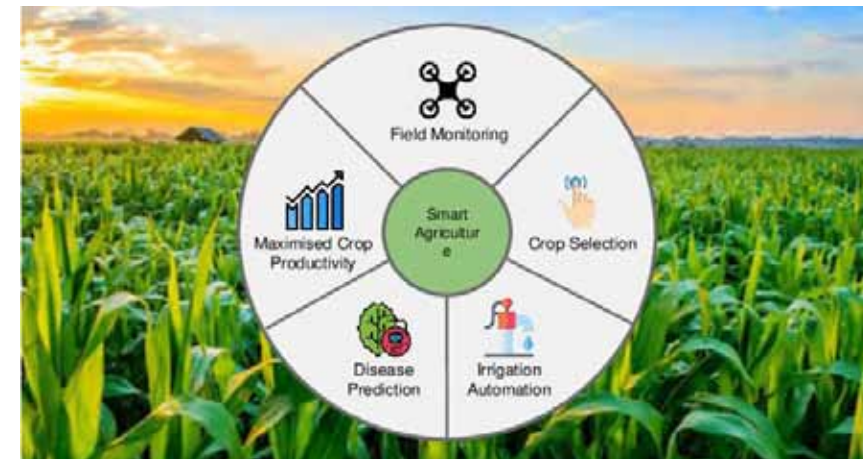 Field Monitoring
Smart
Agricultur
e
Crop Selection
Irrigation
Automation
Disease
Prediction
Maximised Crop
Productivity